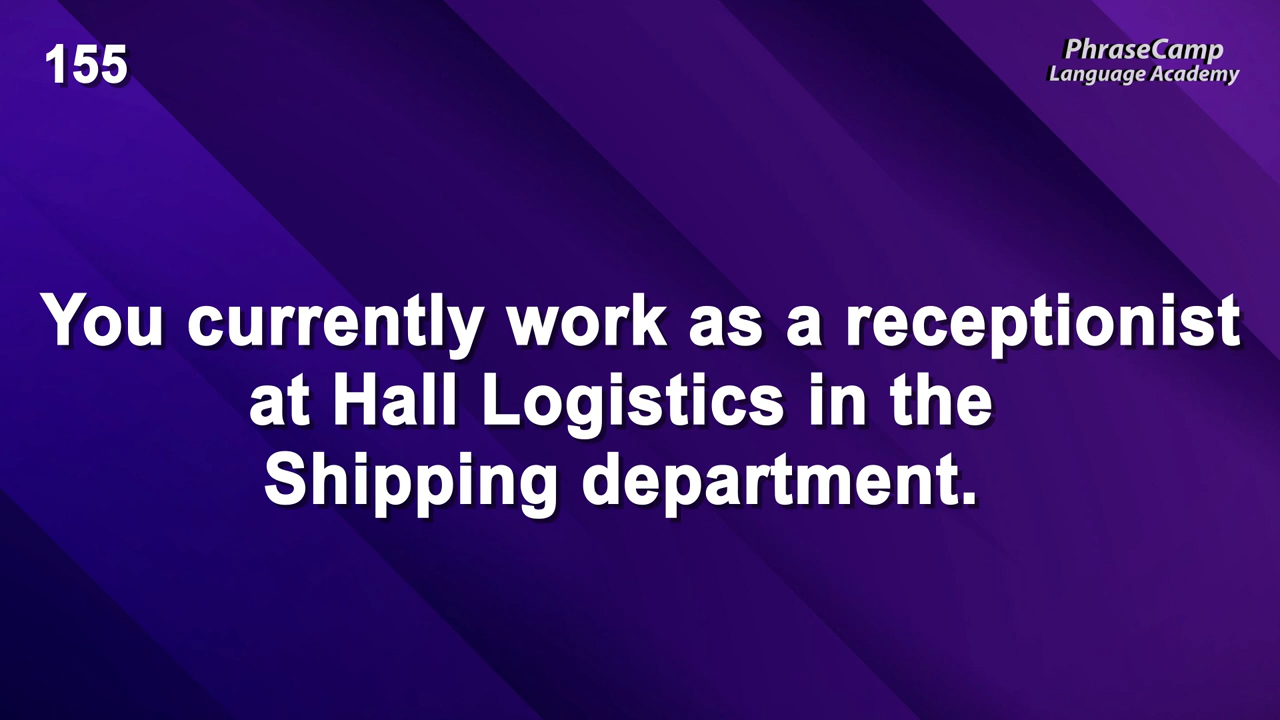 155
PhraseCamp
Language Academy
You currently work as a receptionist
at Hall Logistics in the
Shipping department.